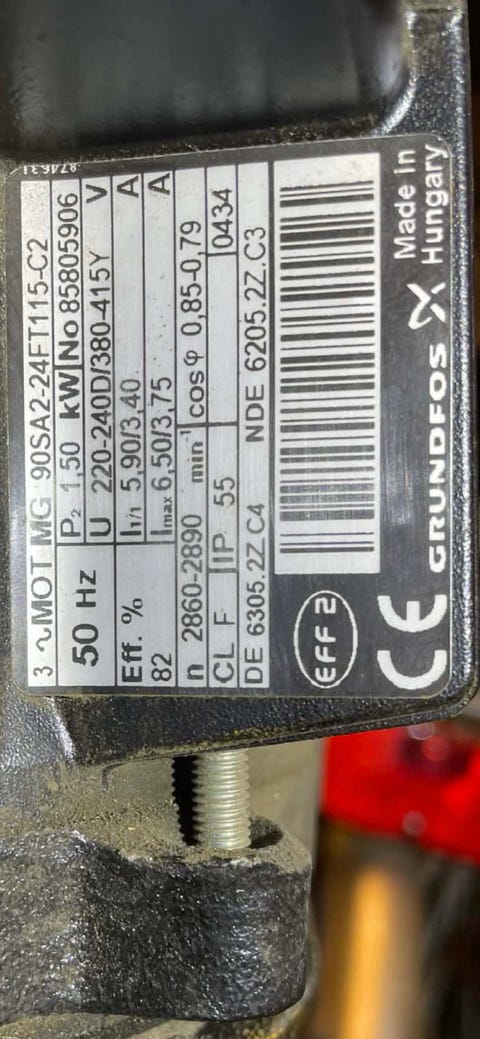 874631
3 ∿ MOT MG 90SA2-24FT115-C2
50 Hz P₂ 1,50 kW No 85805906
U 220-240D/380-415Y V
Eff. % I₁/₁ 5,90/3,40 A
82 Imax 6,50/3,75 A
n 2860-2890 min⁻¹ cos φ 0,85-0,79
CL F IP 55 0434
DE 6305.2Z.C4 NDE 6205.2Z.C3
EFF 2
CE GRUNDFOS Made in
Hungary